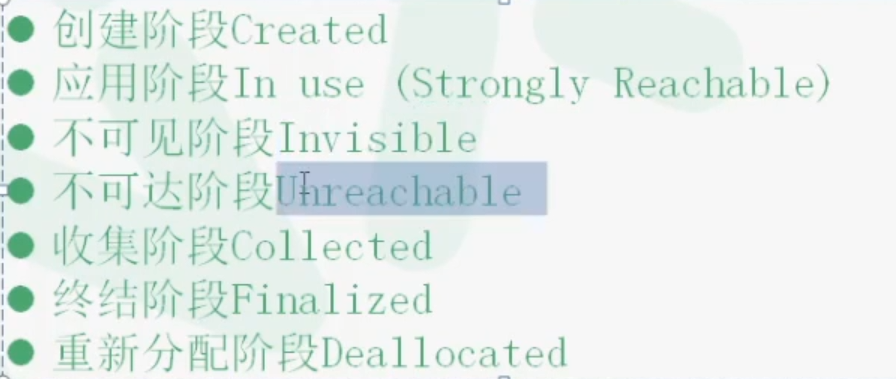 ● 创建阶段Created
● 应用阶段In use (Strongly Reachable)
● 不可见阶段Invisible
● 不可达阶段Unreachable
● 收集阶段Collected
● 终结阶段Finalized
● 重新分配阶段Deallocated